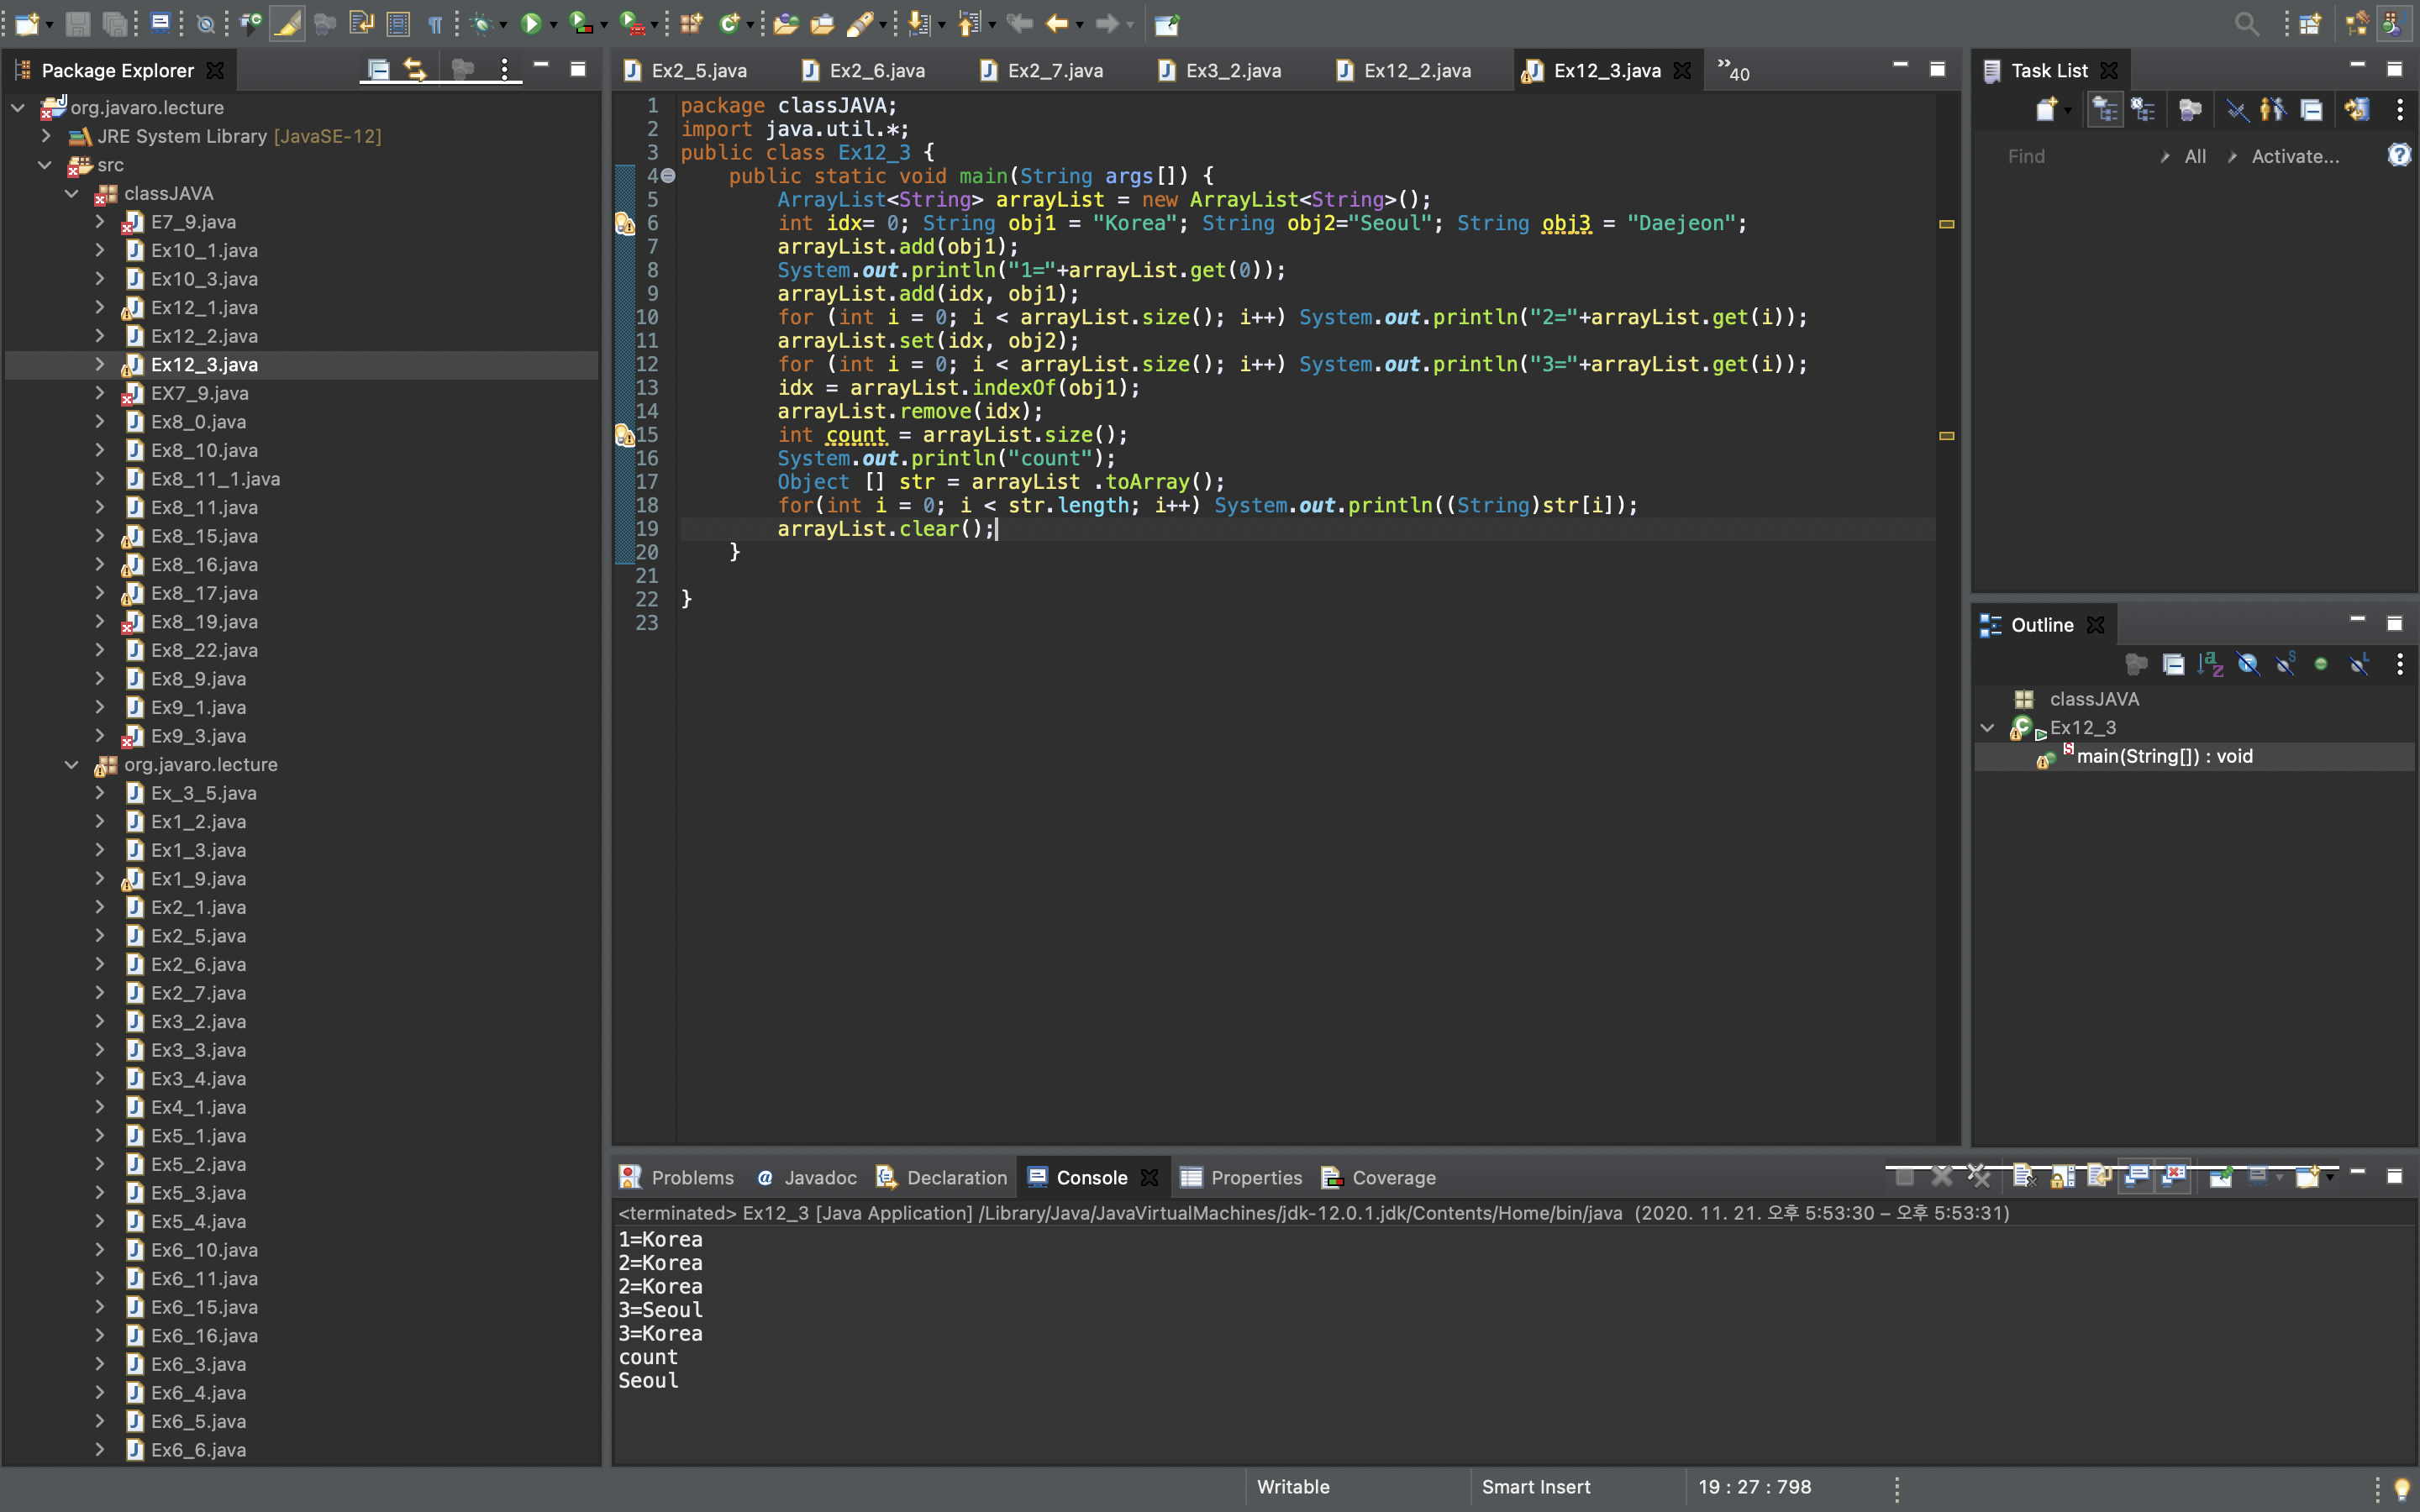 Package Explorer
org.javaro.lecture
JRE System Library [JavaSE-12]
src
classJAVA
E7_9.java
Ex10_1.java
Ex10_3.java
Ex12_1.java
Ex12_2.java
Ex12_3.java
EX7_9.java
Ex8_0.java
Ex8_10.java
Ex8_11_1.java
Ex8_11.java
Ex8_15.java
Ex8_16.java
Ex8_17.java
Ex8_19.java
Ex8_22.java
Ex8_9.java
Ex9_1.java
Ex9_3.java
org.javaro.lecture
Ex_3_5.java
Ex1_2.java
Ex1_3.java
Ex1_9.java
Ex2_1.java
Ex2_5.java
Ex2_6.java
Ex2_7.java
Ex3_2.java
Ex3_3.java
Ex3_4.java
Ex4_1.java
Ex5_1.java
Ex5_2.java
Ex5_3.java
Ex5_4.java
Ex6_10.java
Ex6_11.java
Ex6_15.java
Ex6_16.java
Ex6_3.java
Ex6_4.java
Ex6_5.java
Ex6_6.java
Ex2_5.java Ex2_6.java Ex2_7.java Ex3_2.java Ex12_2.java Ex12_3.java »40
1 package classJAVA;
2 import java.util.*;
3 public class Ex12_3 {
4 public static void main(String args[]) {
5 ArrayList<String> arrayList = new ArrayList<String>();
6 int idx= 0; String obj1 = "Korea"; String obj2="Seoul"; String obj3 = "Daejeon";
7 arrayList.add(obj1);
8 System.out.println("1="+arrayList.get(0));
9 arrayList.add(idx, obj1);
10 for (int i = 0; i < arrayList.size(); i++) System.out.println("2="+arrayList.get(i));
11 arrayList.set(idx, obj2);
12 for (int i = 0; i < arrayList.size(); i++) System.out.println("3="+arrayList.get(i));
13 idx = arrayList.indexOf(obj1);
14 arrayList.remove(idx);
15 int count = arrayList.size();
16 System.out.println("count");
17 Object [] str = arrayList .toArray();
18 for(int i = 0; i < str.length; i++) System.out.println((String)str[i]);
19 arrayList.clear();
20 }
21
22 }
23
Task List
Find All Activate...
Outline
classJAVA
Ex12_3
main(String[]) : void
Problems Javadoc Declaration Console Properties Coverage
<terminated> Ex12_3 [Java Application] /Library/Java/JavaVirtualMachines/jdk-12.0.1.jdk/Contents/Home/bin/java (2020. 11. 21. 오후 5:53:30 – 오후 5:53:31)
1=Korea
2=Korea
2=Korea
3=Seoul
3=Korea
count
Seoul
Writable Smart Insert 19 : 27 : 798